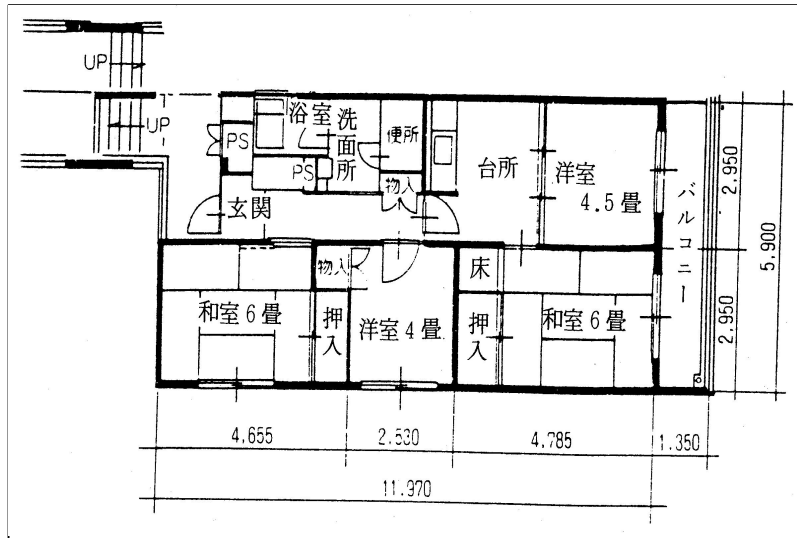 UP
UP
浴室
洗面所
便所
PS
PS
物入
台所
洋室
4.5畳
バルコニー
玄関
物入
床
和室6畳
押入
洋室4畳
押入
和室6畳
2.950
2.950
5.900
4.655
2.530
4.785
1.350
11.970